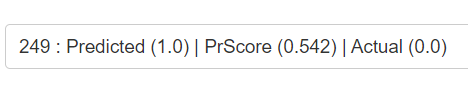 249 : Predicted (1.0) | PrScore (0.542) | Actual (0.0)